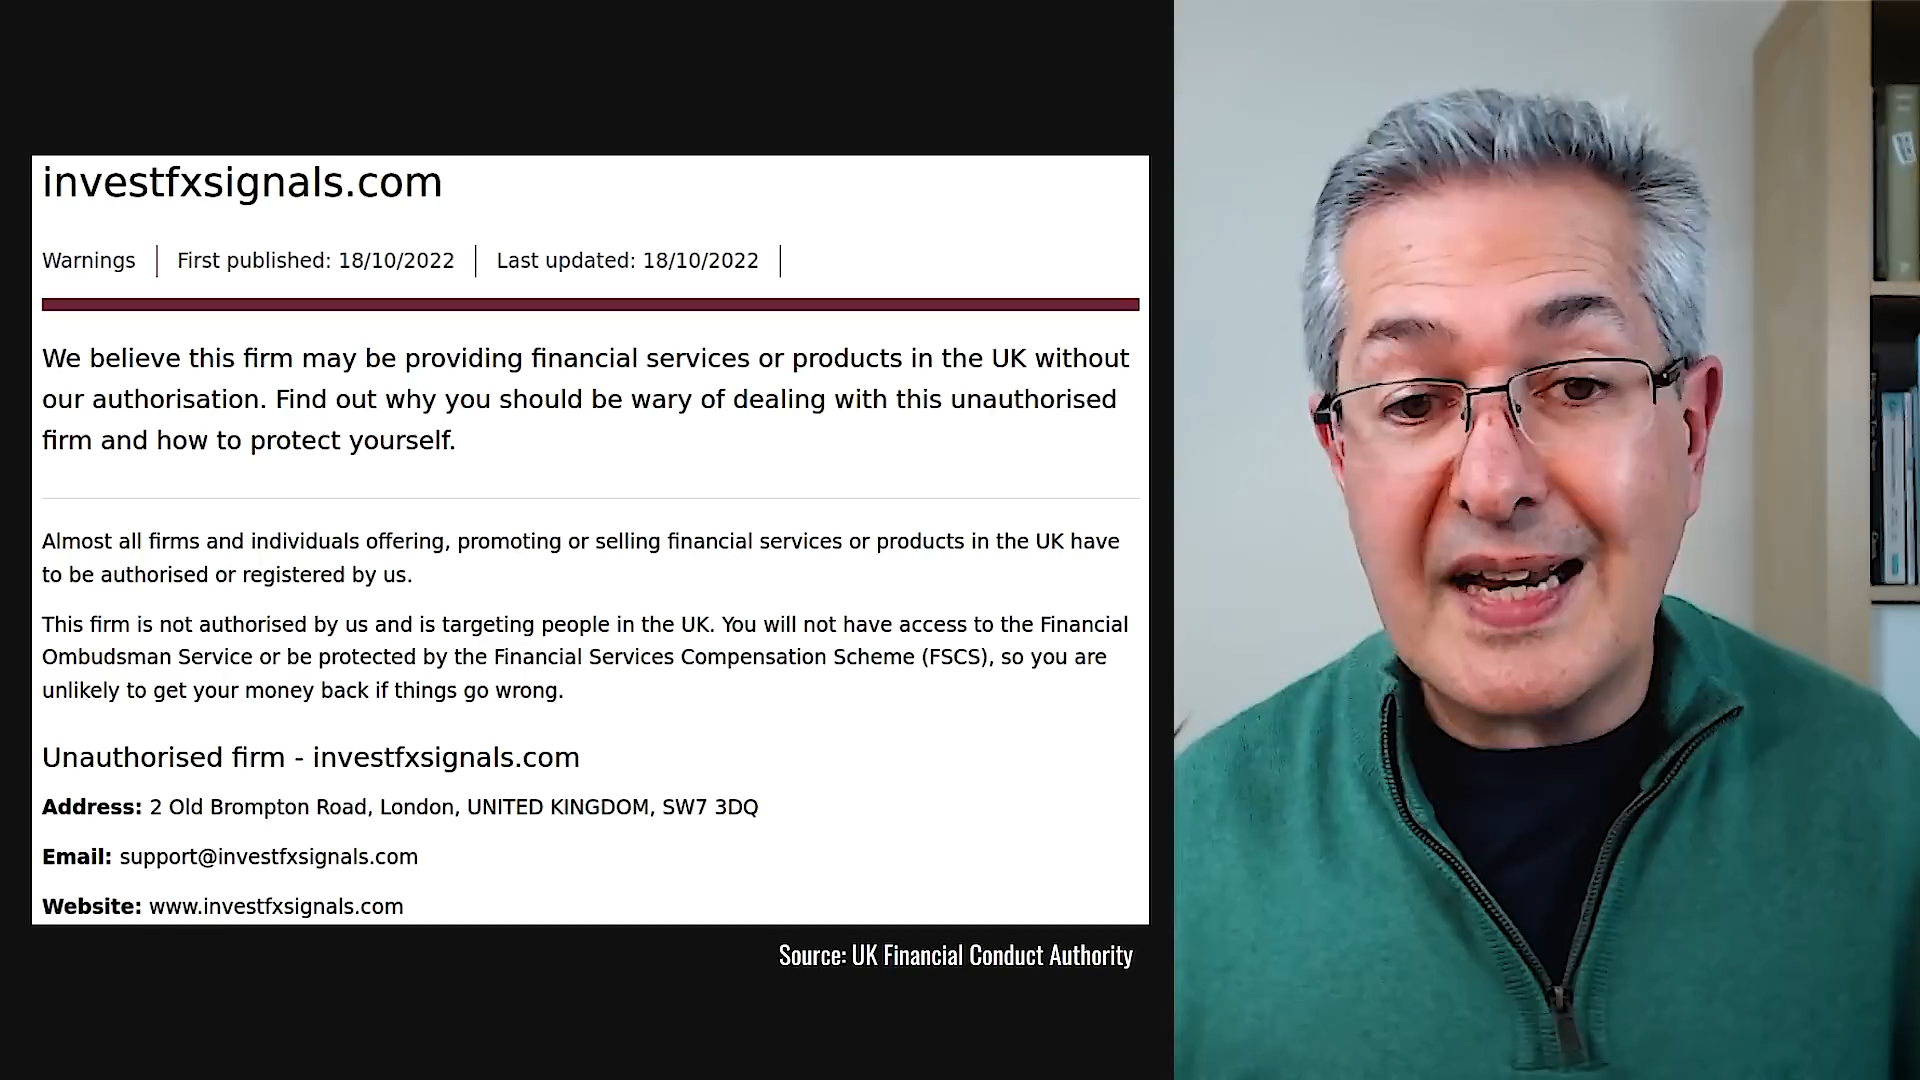 investfxsignals.com
Warnings | First published: 18/10/2022 | Last updated: 18/10/2022 |
We believe this firm may be providing financial services or products in the UK without
our authorisation. Find out why you should be wary of dealing with this unauthorised
firm and how to protect yourself.
Almost all firms and individuals offering, promoting or selling financial services or products in the UK have
to be authorised or registered by us.
This firm is not authorised by us and is targeting people in the UK. You will not have access to the Financial
Ombudsman Service or be protected by the Financial Services Compensation Scheme (FSCS), so you are
unlikely to get your money back if things go wrong.
Unauthorised firm - investfxsignals.com
Address: 2 Old Brompton Road, London, UNITED KINGDOM, SW7 3DQ
Email: support@investfxsignals.com
Website: www.investfxsignals.com
Source: UK Financial Conduct Authority